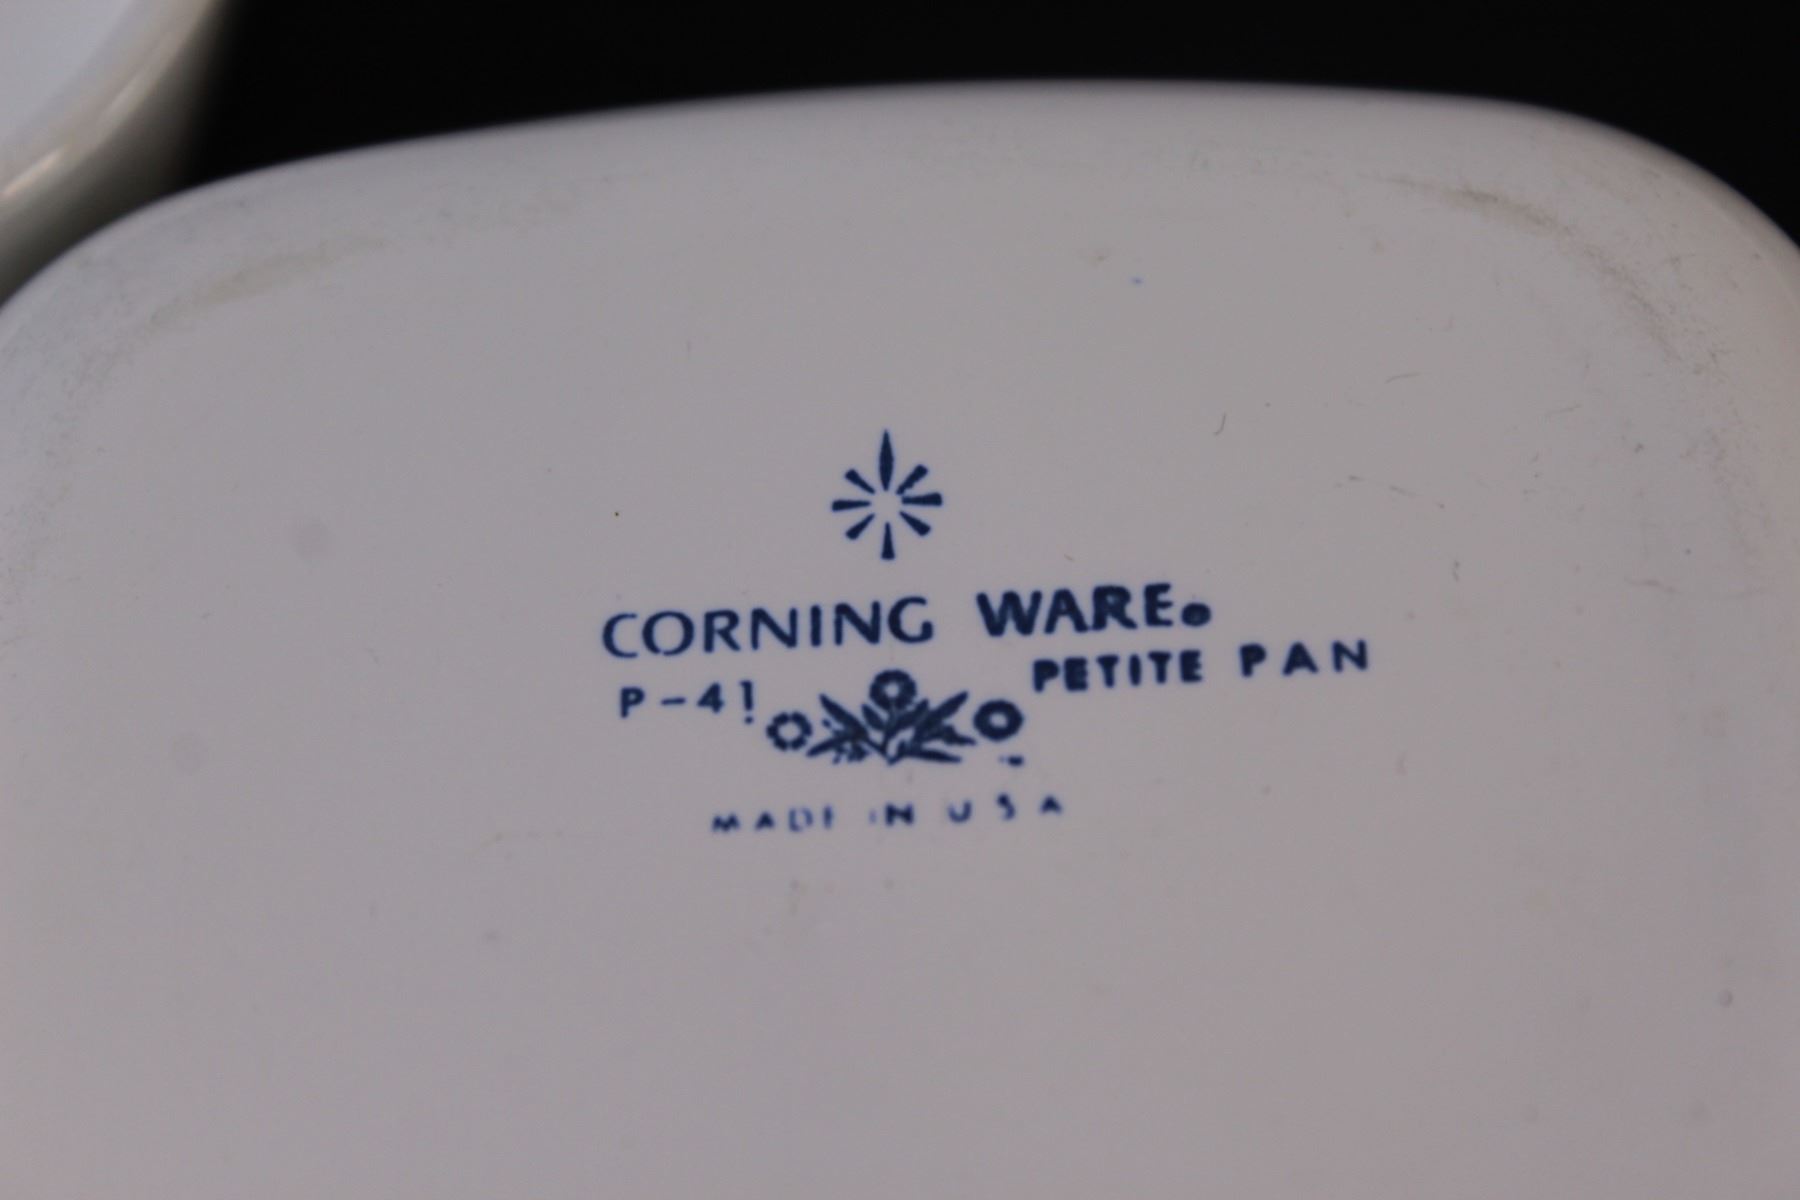 CORNING WARE®
P-41 PETITE PAN
MADE IN USA